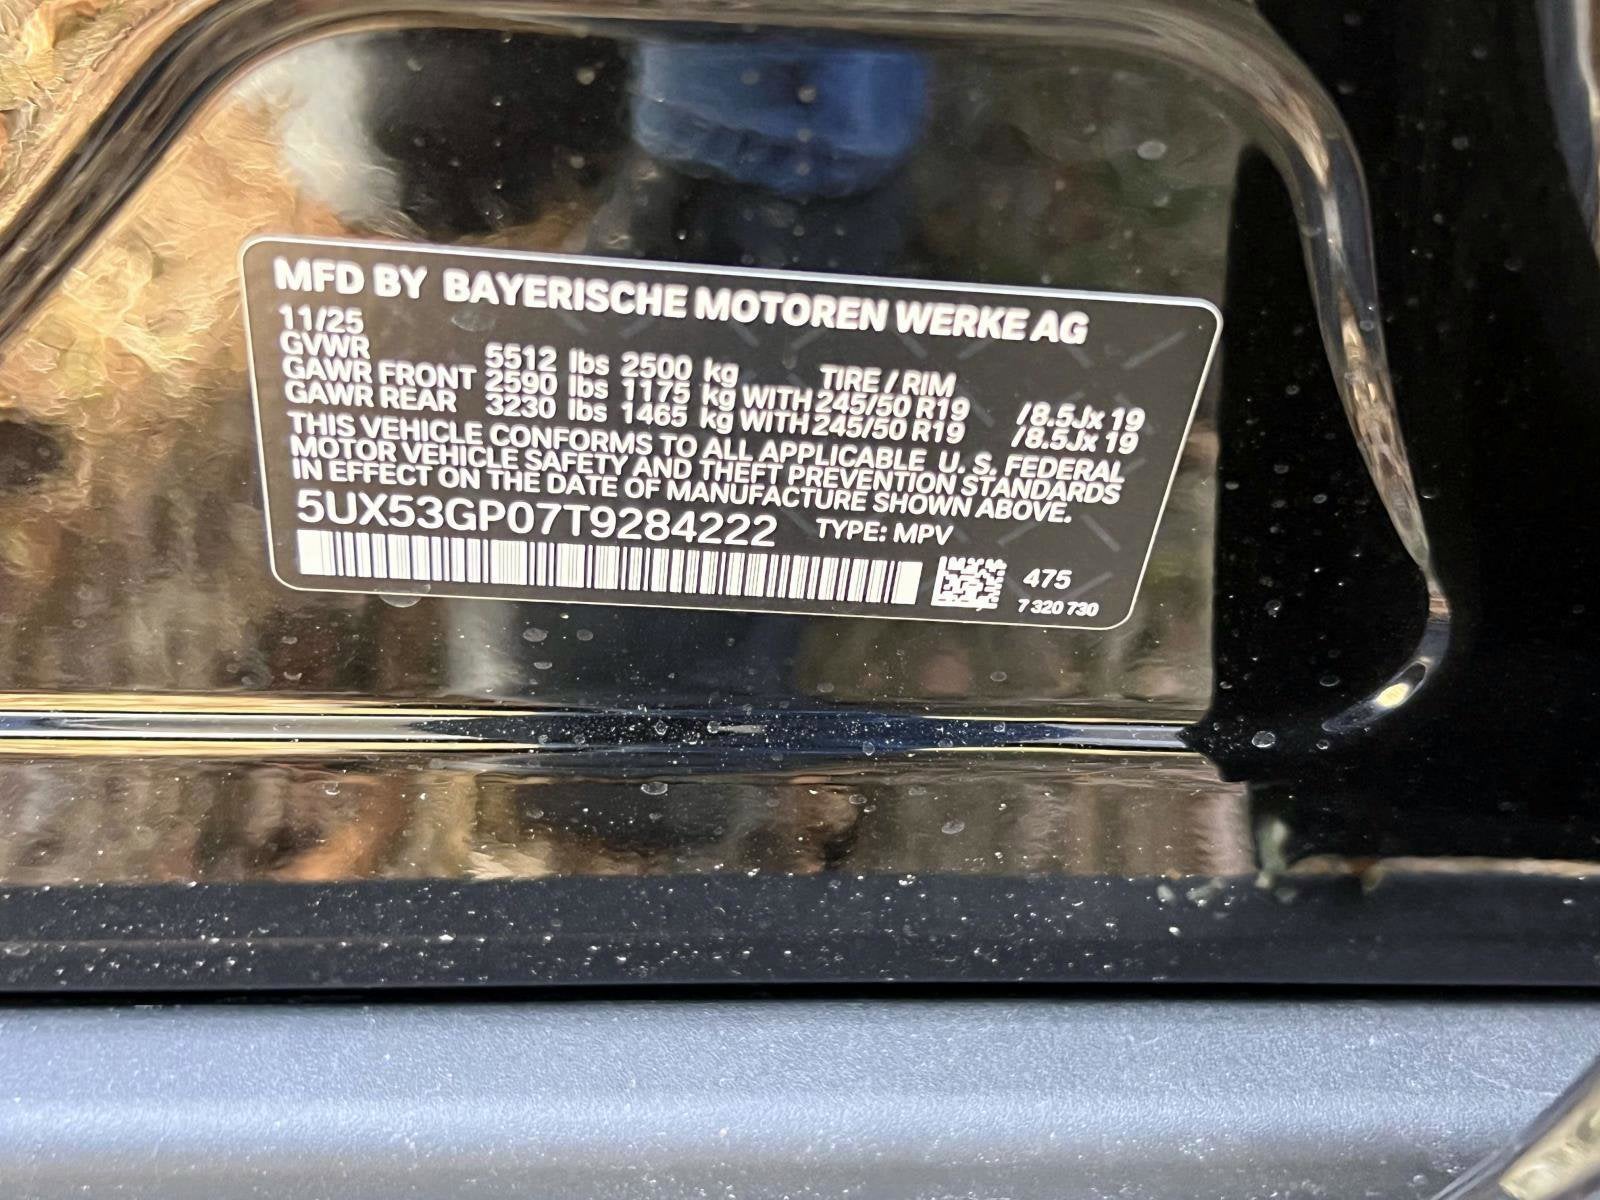 MFD BY BAYERISCHE MOTOREN WERKE AG
11/25
GVWR 5512 lbs 2500 kg TIRE / RIM
GAWR FRONT 2590 lbs 1175 kg WITH 245/50 R19 /8.5Jx 19
GAWR REAR 3230 lbs 1465 kg WITH 245/50 R19 /8.5Jx 19
THIS VEHICLE CONFORMS TO ALL APPLICABLE U. S. FEDERAL
MOTOR VEHICLE SAFETY AND THEFT PREVENTION STANDARDS
IN EFFECT ON THE DATE OF MANUFACTURE SHOWN ABOVE.
5UX53GP07T9284222 TYPE: MPV
475
7 320 730